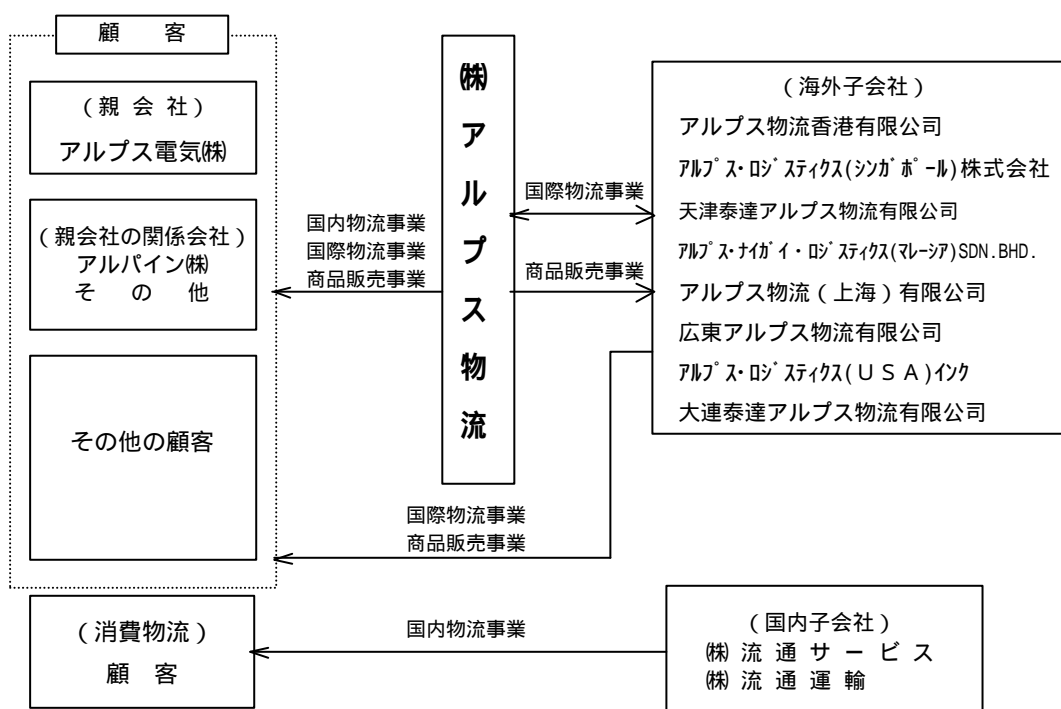 顧 客
(親 会 社)
アルプス電気㈱
(親会社の関係会社)
アルパイン㈱
そ の 他
その他の顧客
(消費物流)
顧 客
国内物流事業
国際物流事業
商品販売事業
㈱アルプス物流
国際物流事業
商品販売事業
国際物流事業
商品販売事業
国内物流事業
(海外子会社)
アルプス物流香港有限公司
ｱﾙﾌﾟｽ・ﾛｼﾞｽﾃｨｸｽ(ｼﾝｶﾞﾎﾟｰﾙ)株式会社
天津泰達アルプス物流有限公司
ｱﾙﾌﾟｽ・ﾅｲｶﾞｲ・ﾛｼﾞｽﾃｨｸｽ(ﾏﾚｰｼｱ)SDN.BHD.
アルプス物流(上海)有限公司
広東アルプス物流有限公司
ｱﾙﾌﾟｽ・ﾛｼﾞｽﾃｨｸｽ(ＵＳＡ)ｲﾝｸ
大連泰達アルプス物流有限公司
(国内子会社)
㈱ 流 通 サ ー ビ ス
㈱ 流 通 運 輸